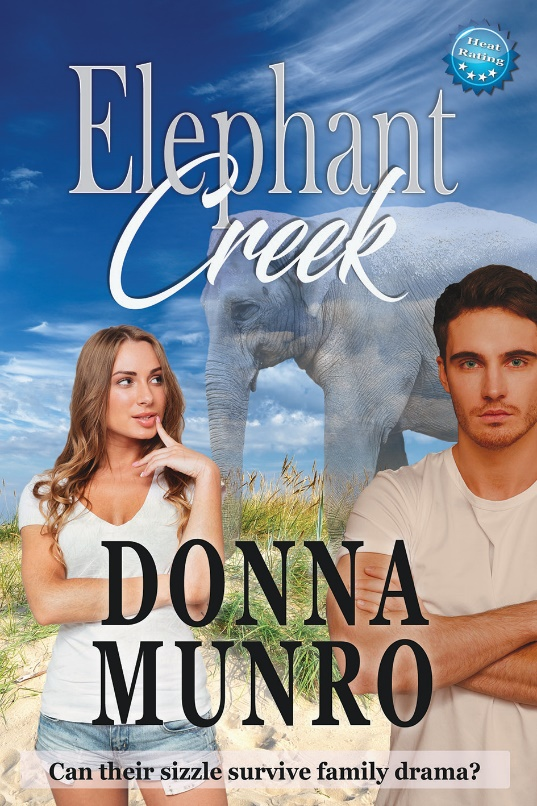 Heat
Rating
Elephant
Creek
DONNA
MUNRO
Can their sizzle survive family drama?